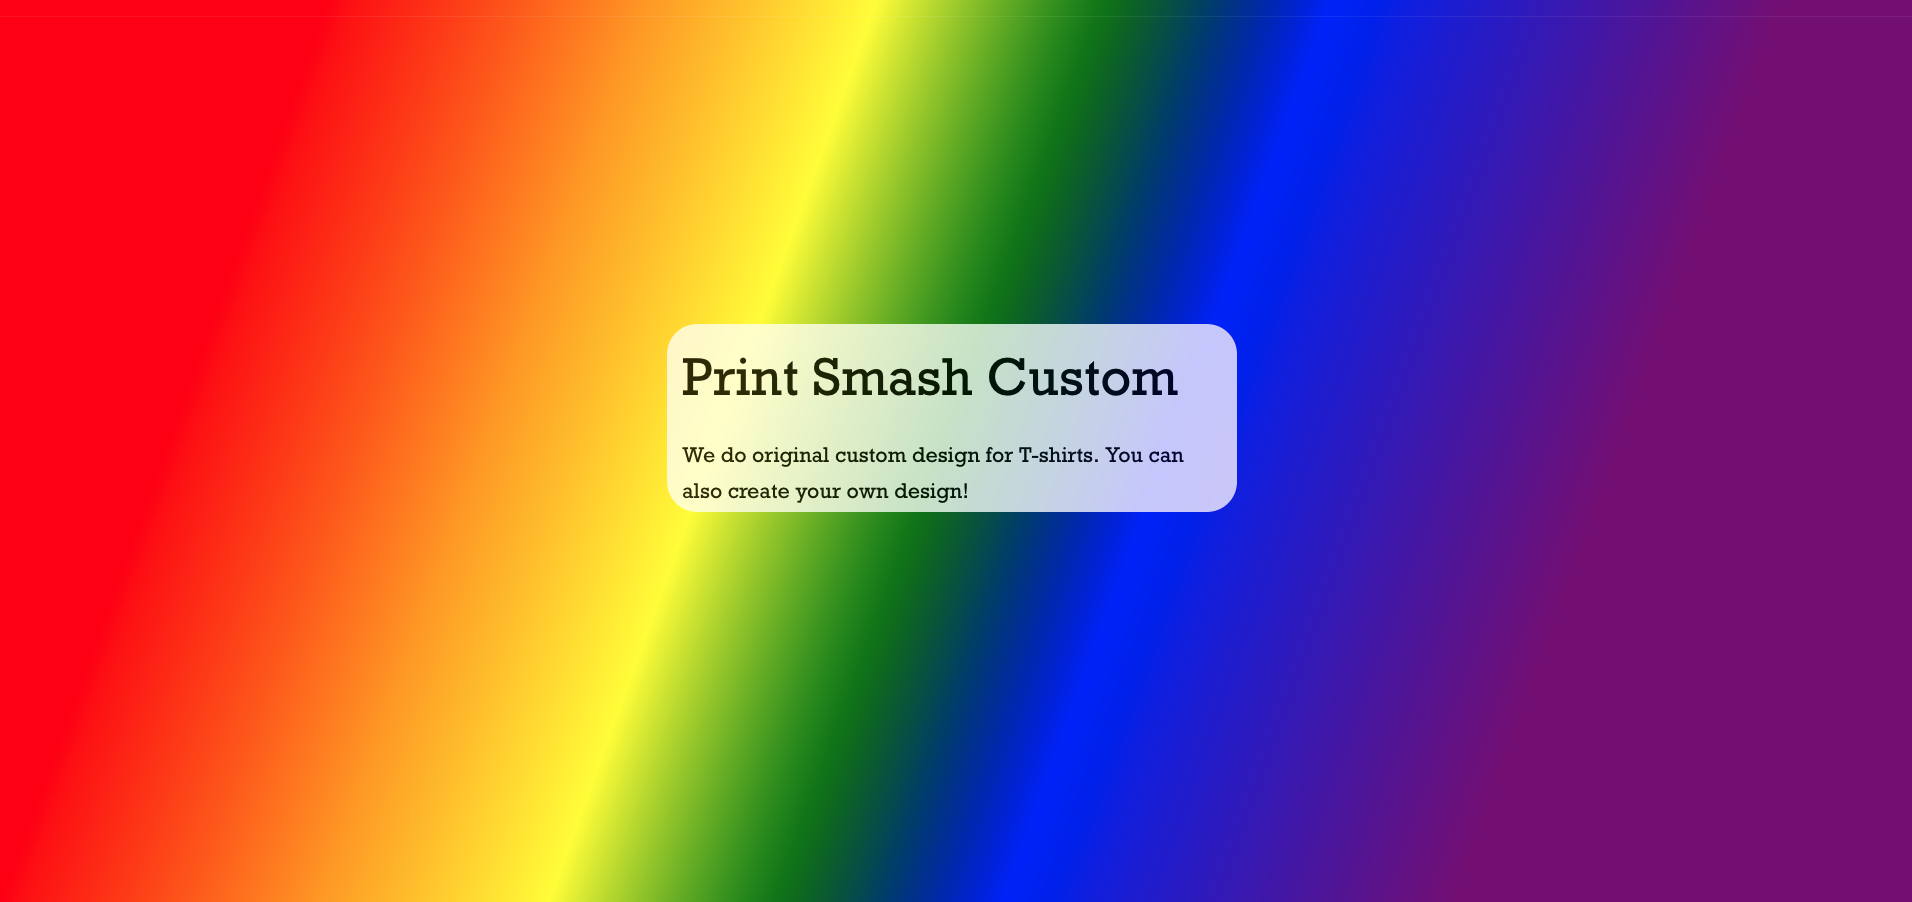 Print Smash Custom
We do original custom design for T-shirts. You can
also create your own design!